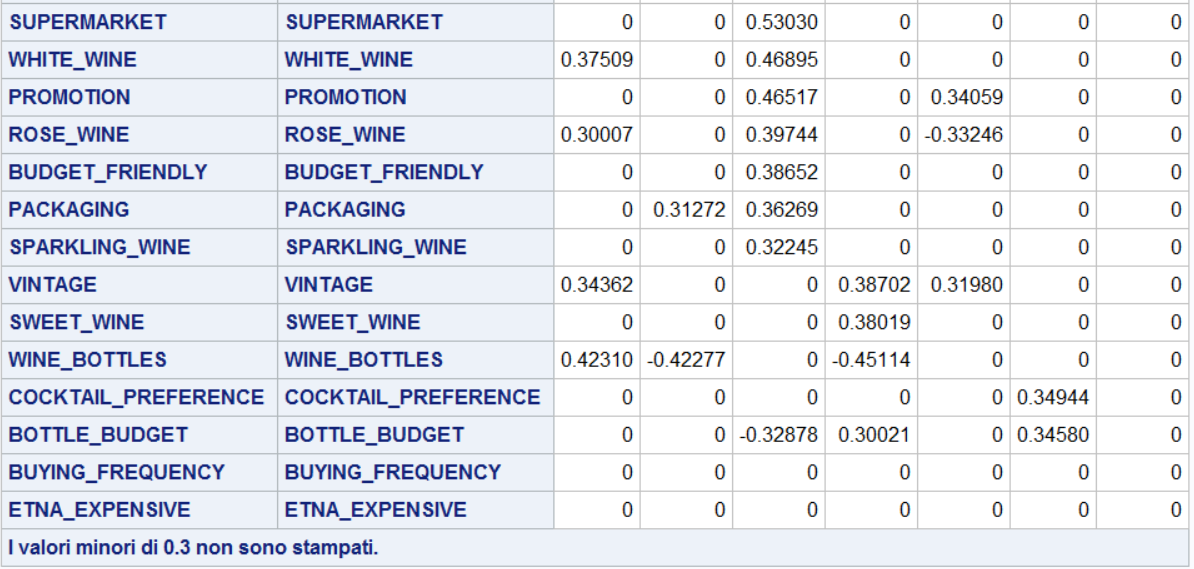 SUPERMARKET SUPERMARKET 0 0 0.53030 0 0 0 0
WHITE_WINE WHITE_WINE 0.37509 0 0.46895 0 0 0 0
PROMOTION PROMOTION 0 0 0.46517 0 0.34059 0 0
ROSE_WINE ROSE_WINE 0.30007 0 0.39744 0 -0.33246 0 0
BUDGET_FRIENDLY BUDGET_FRIENDLY 0 0 0.38652 0 0 0 0
PACKAGING PACKAGING 0 0.31272 0.36269 0 0 0 0
SPARKLING_WINE SPARKLING_WINE 0 0 0.32245 0 0 0 0
VINTAGE VINTAGE 0.34362 0 0 0.38702 0.31980 0 0
SWEET_WINE SWEET_WINE 0 0 0 0.38019 0 0 0
WINE_BOTTLES WINE_BOTTLES 0.42310 -0.42277 0 -0.45114 0 0 0
COCKTAIL_PREFERENCE COCKTAIL_PREFERENCE 0 0 0 0 0 0.34944 0
BOTTLE_BUDGET BOTTLE_BUDGET 0 0 -0.32878 0.30021 0 0.34580 0
BUYING_FREQUENCY BUYING_FREQUENCY 0 0 0 0 0 0 0
ETNA_EXPENSIVE ETNA_EXPENSIVE 0 0 0 0 0 0 0
I valori minori di 0.3 non sono stampati.